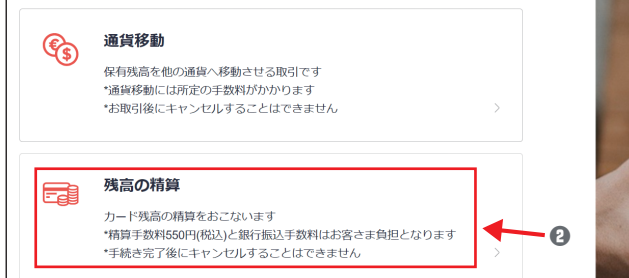 通貨移動
保有残高を他の通貨へ移動させる取引です
*通貨移動には所定の手数料がかかります
*お取引後にキャンセルすることはできません
残高の精算
カード残高の精算をおこないます
*精算手数料550円(税込)と銀行振込手数料はお客さま負担となります
*手続き完了後にキャンセルすることはできません
❷